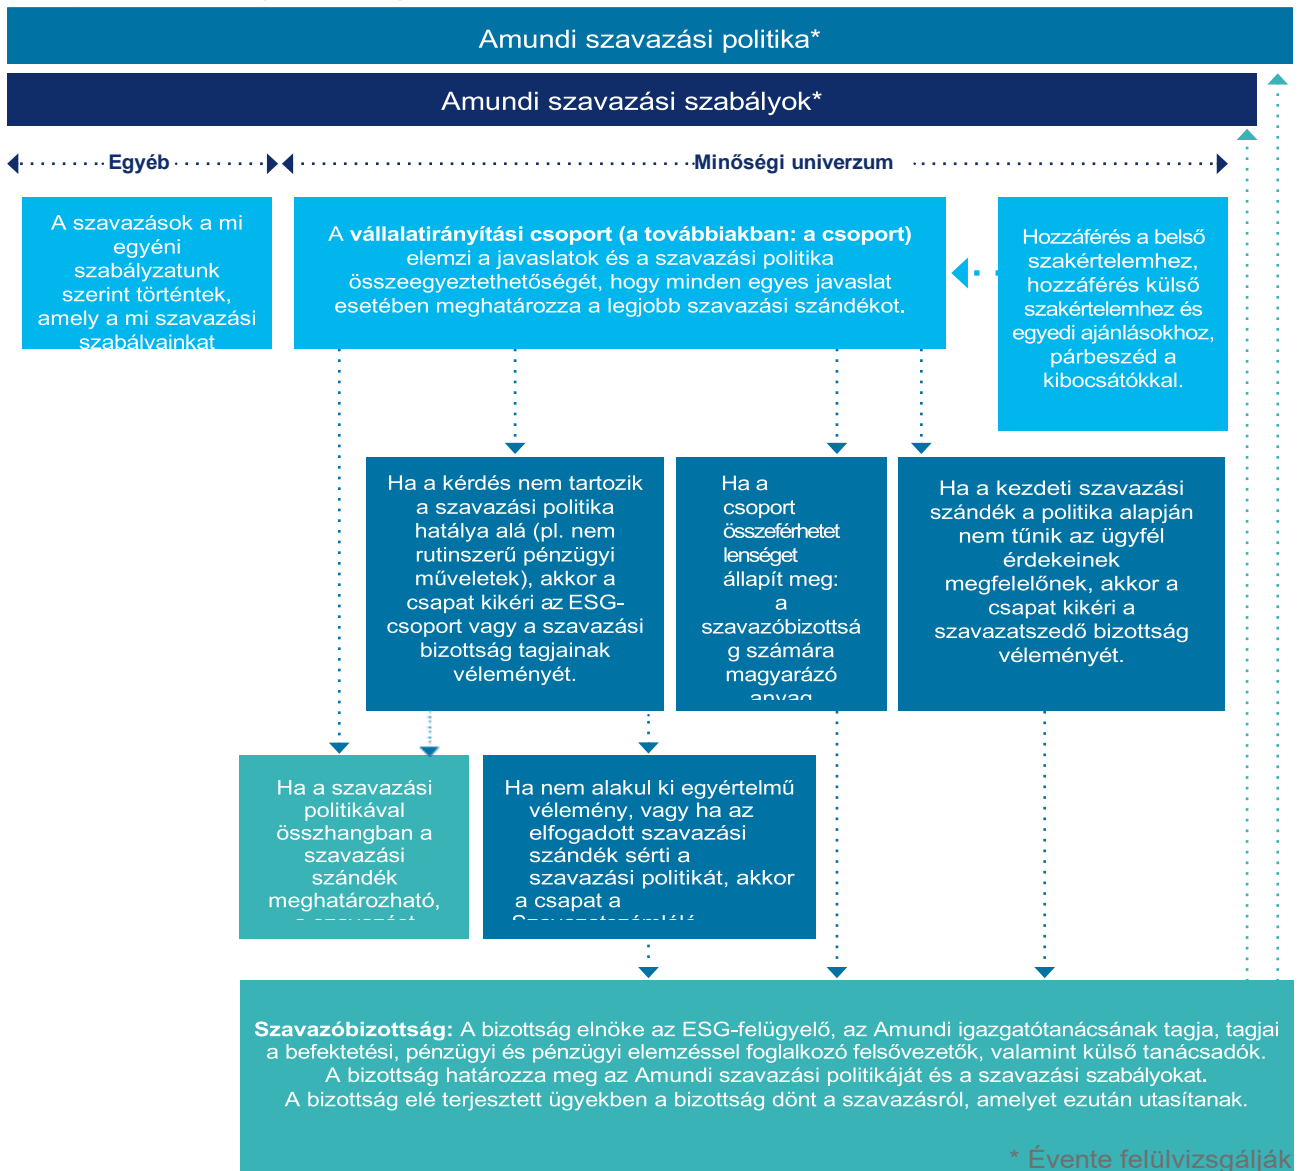 Amundi szavazási politika*
Amundi szavazási szabályok*
Egyéb
Minőségi univerzum
A szavazások a mi
egyéni
szabályzatunk
szerint történtek,
amely a mi szavazási
szabályainkat
A vállalatirányítási csoport (a továbbiakban: a csoport)
elemzi a javaslatok és a szavazási politika
összeegyeztethetőségét, hogy minden egyes javaslat
esetében meghatározza a legjobb szavazási szándékot.
Hozzáférés a belső
szakértelemhez,
hozzáférés külső
szakértelemhez és
egyedi ajánlásokhoz,
párbeszéd a
kibocsátókkal.
Ha a kérdés nem tartozik
a szavazási politika
hatálya alá (pl. nem
rutinszerű pénzügyi
műveletek), akkor a
csapat kikéri az ESG-
csoport vagy a szavazási
bizottság tagjainak
véleményét.
Ha a
csoport
összeférhetet
lenséget
állapít meg:
a
szavazóbizottsá
g számára
magyarázó
anyag
Ha a kezdeti szavazási
szándék a politika alapján
nem tűnik az ügyfél
érdekeinek
megfelelőnek, akkor a
csapat kikéri a
szavazatszedő bizottság
véleményét.
Ha a szavazási
politikával
összhangban a
szavazási
szándék
meghatározható,
a szavazást
Ha nem alakul ki egyértelmű
vélemény, vagy ha az
elfogadott szavazási
szándék sérti a
szavazási politikát, akkor
a csapat a
Szavazatszámláló
Szavazóbizottság: A bizottság elnöke az ESG-felügyelő, az Amundi igazgatótanácsának tagja, tagjai
a befektetési, pénzügyi és pénzügyi elemzéssel foglalkozó felsővezetők, valamint külső tanácsadók.
A bizottság határozza meg az Amundi szavazási politikáját és a szavazási szabályokat.
A bizottság elé terjesztett ügyekben a bizottság dönt a szavazásról, amelyet ezután utasítanak.
* Évente felülvizsgálják